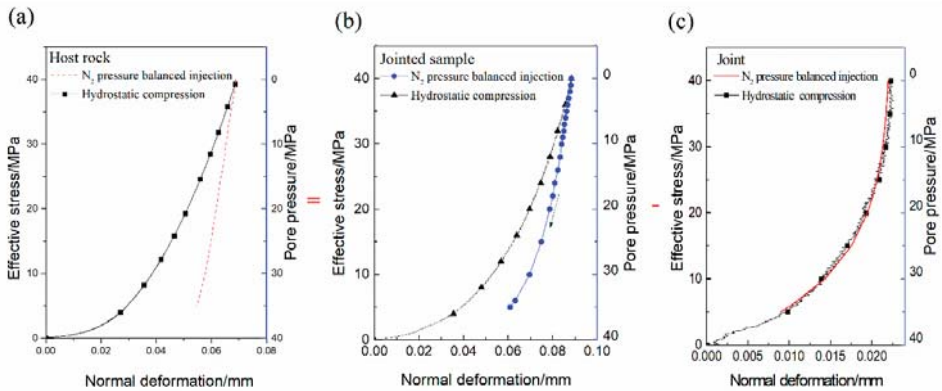 (a)
Host rock
N₂ pressure balanced injection
Hydrostatic compression
Effective stress/MPa
40
30
20
10
0
Pore pressure/MPa
0
10
20
30
40
0.00 0.02 0.04 0.06 0.08
Normal deformation/mm
=
(b)
Jointed sample
N₂ pressure balanced injection
Hydrostatic compression
Effective stress/MPa
40
30
20
10
0
Pore pressure/MPa
0
10
20
30
40
0.00 0.02 0.04 0.06 0.08 0.10
Normal deformation/mm
-
(c)
Joint
N₂ pressure balanced injection
Hydrostatic compression
Effective stress/MPa
40
30
20
10
0
Pore pressure/MPa
0
10
20
30
40
0.000 0.005 0.010 0.015 0.020
Normal deformation/mm